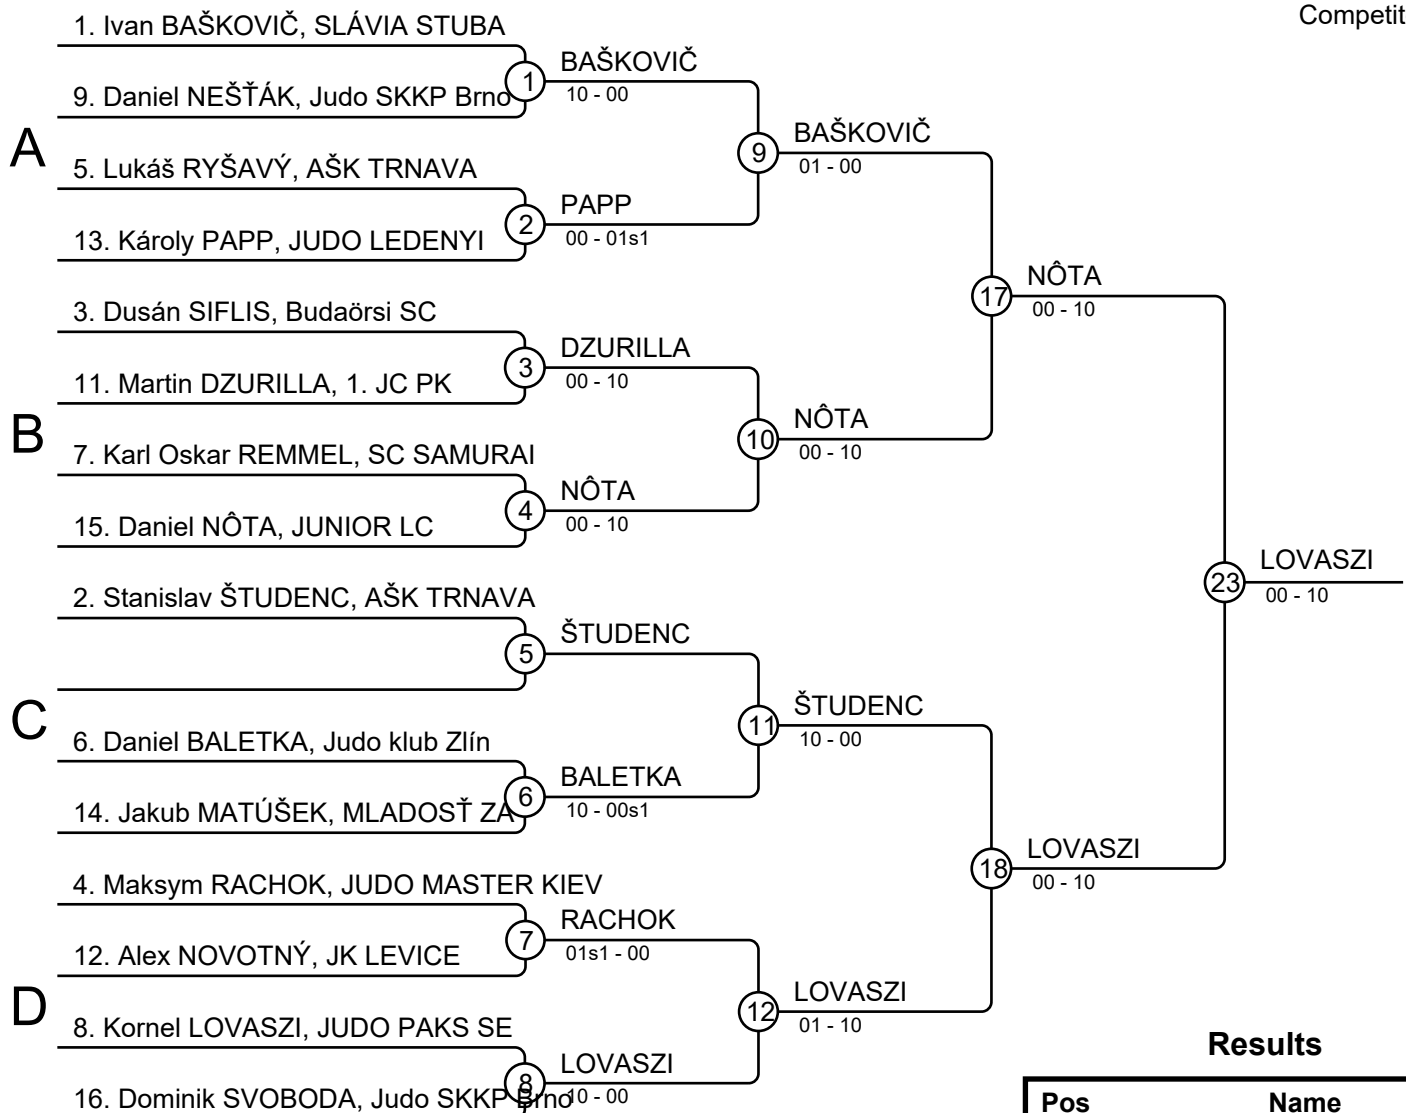 Competit
1. Ivan BAŠKOVIČ, SLÁVIA STUBA
1
BAŠKOVIČ
10 - 00
9. Daniel NEŠŤÁK, Judo SKKP Brno
A
9
BAŠKOVIČ
01 - 00
5. Lukáš RYŠAVÝ, AŠK TRNAVA
2
PAPP
00 - 01s1
13. Károly PAPP, JUDO LEDENYI
17
NÔTA
00 - 10
3. Dusán SIFLIS, Budaörsi SC
3
DZURILLA
00 - 10
11. Martin DZURILLA, 1. JC PK
B
10
NÔTA
00 - 10
7. Karl Oskar REMMEL, SC SAMURAI
4
NÔTA
00 - 10
15. Daniel NÔTA, JUNIOR LC
23
LOVASZI
00 - 10
2. Stanislav ŠTUDENC, AŠK TRNAVA
5
ŠTUDENC
C
11
ŠTUDENC
10 - 00
6. Daniel BALETKA, Judo klub Zlín
6
BALETKA
10 - 00s1
14. Jakub MATÚŠEK, MLADOSŤ ZA
18
LOVASZI
00 - 10
4. Maksym RACHOK, JUDO MASTER KIEV
7
RACHOK
01s1 - 00
12. Alex NOVOTNÝ, JK LEVICE
D
12
LOVASZI
01 - 10
8. Kornel LOVASZI, JUDO PAKS SE
8
LOVASZI
10 - 00
16. Dominik SVOBODA, Judo SKKP Brno
Results
Pos Name